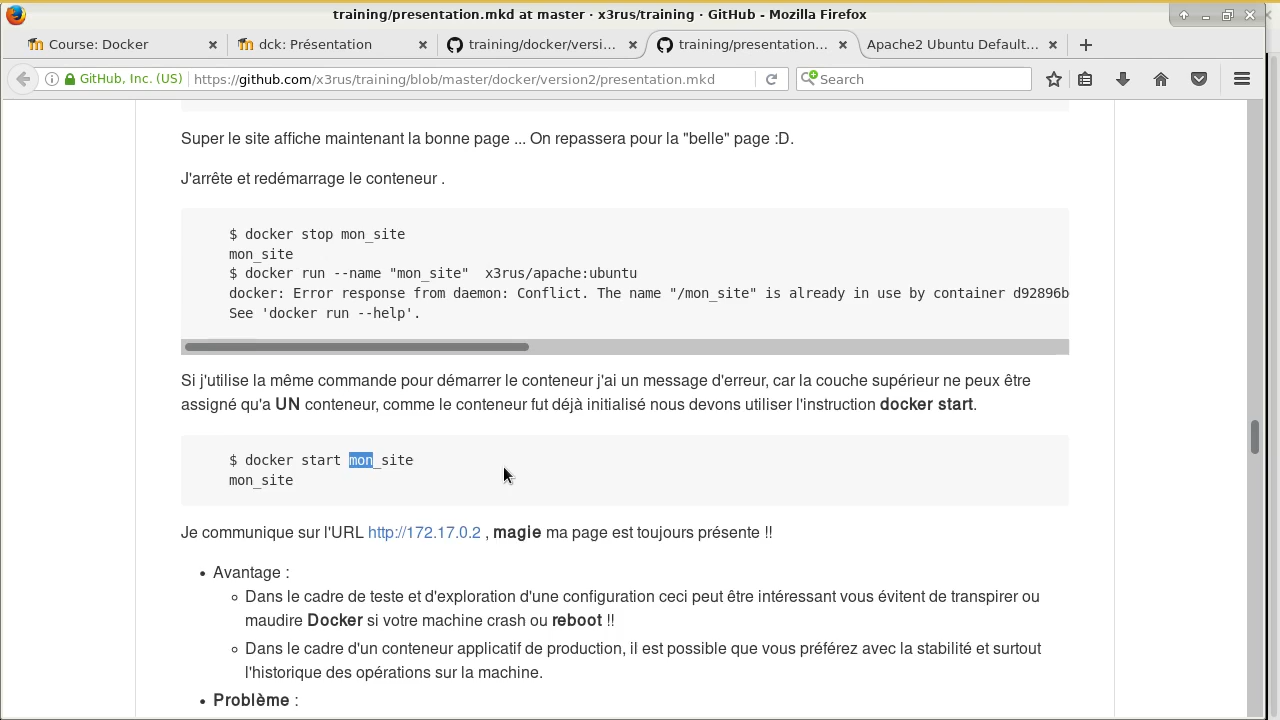 training/presentation.mkd at master · x3rus/training · GitHub - Mozilla Firefox
Course: Docker
dck: Présentation
training/docker/versi...
training/presentation...
Apache2 Ubuntu Default...
GitHub, Inc. (US)
https://github.com/x3rus/training/blob/master/docker/version2/presentation.mkd
Search
Super le site affiche maintenant la bonne page ... On repassera pour la "belle" page :D.
J'arrête et redémarrage le conteneur .
$ docker stop mon_site
mon_site
$ docker run --name "mon_site"  x3rus/apache:ubuntu
docker: Error response from daemon: Conflict. The name "/mon_site" is already in use by container d92896b
See 'docker run --help'.
Si j'utilise la même commande pour démarrer le conteneur j'ai un message d'erreur, car la couche supérieur ne peux être
assigné qu'a UN conteneur, comme le conteneur fut déjà initialisé nous devons utiliser l'instruction docker start.
$ docker start mon_site
mon_site
Je communique sur l'URL http://172.17.0.2 , magie ma page est toujours présente !!
• Avantage :
◦ Dans le cadre de teste et d'exploration d'une configuration ceci peut être intéressant vous évitent de transpirer ou
maudire Docker si votre machine crash ou reboot !!
◦ Dans le cadre d'un conteneur applicatif de production, il est possible que vous préférez avec la stabilité et surtout
l'historique des opérations sur la machine.
• Problème :